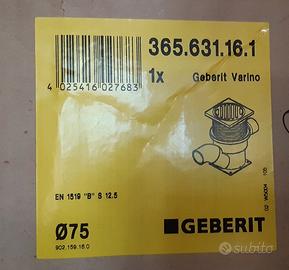 365.631.16.1
1x Geberit Varino
4 025416 027683
EN 1519 "B" S 12.5
Ø75
GEBERIT
902.159.16.0
subito